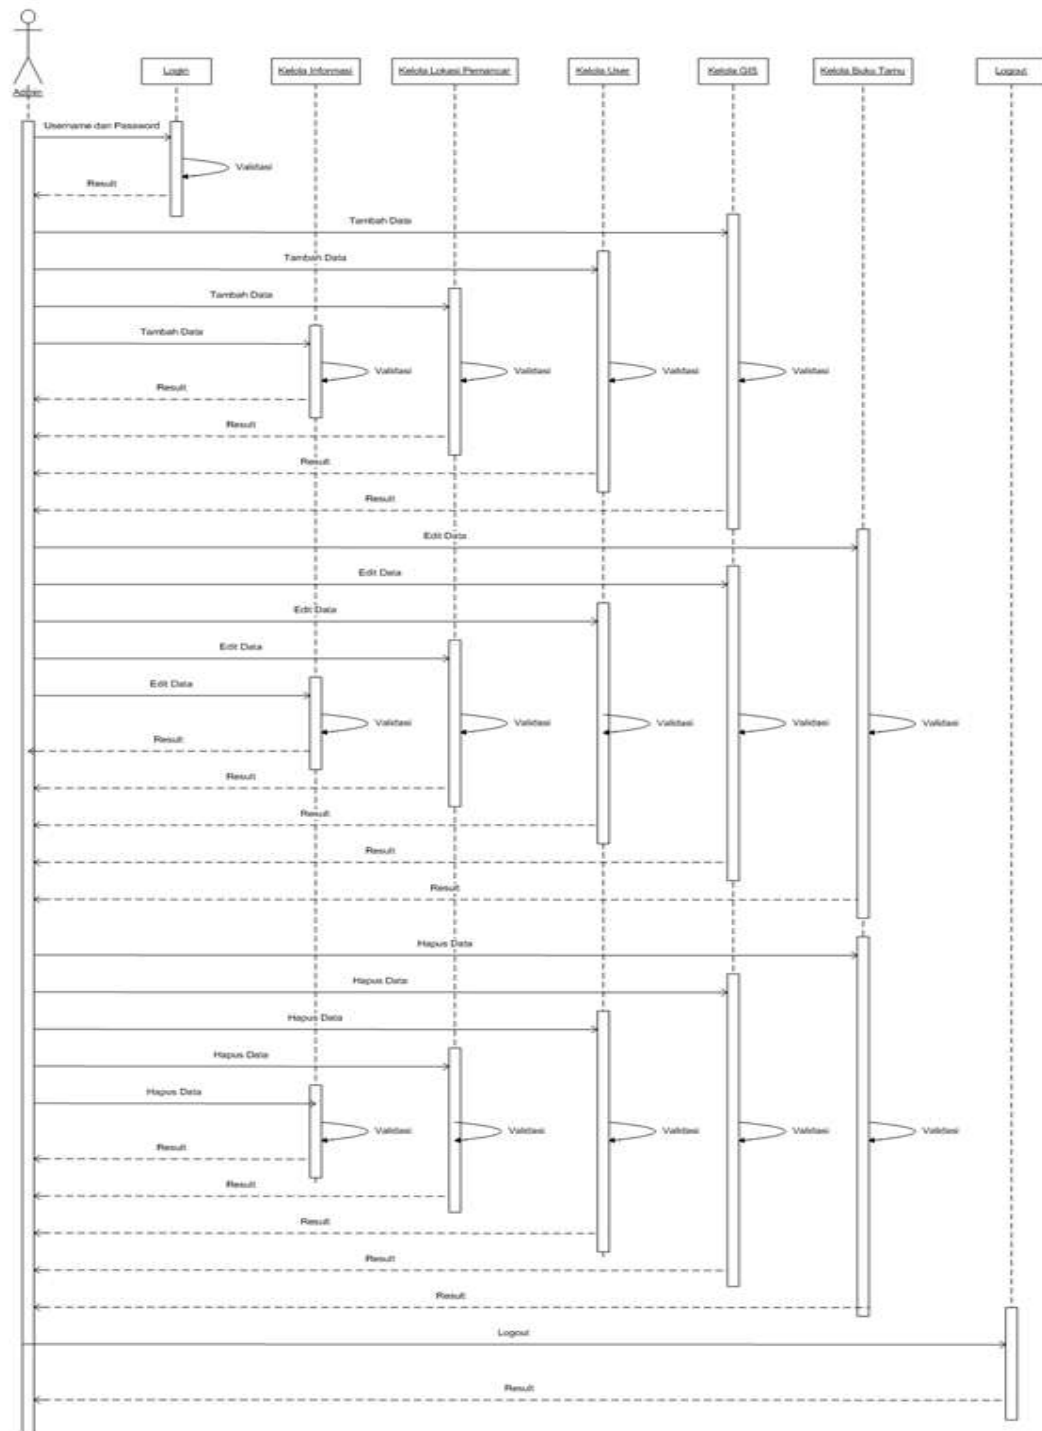 Admin
Login
Kelola Informasi
Kelola Lokasi Pemancar
Kelola User
Kelola GIS
Kelola Buku Tamu
Logout
Username dan Password
Validasi
Result
Tambah Data
Tambah Data
Tambah Data
Tambah Data
Validasi
Validasi
Validasi
Validasi
Result
Result
Result
Result
Edit Data
Edit Data
Edit Data
Edit Data
Edit Data
Validasi
Validasi
Validasi
Validasi
Validasi
Result
Result
Result
Result
Result
Hapus Data
Hapus Data
Hapus Data
Hapus Data
Hapus Data
Validasi
Validasi
Validasi
Validasi
Validasi
Result
Result
Result
Result
Result
Logout
Result